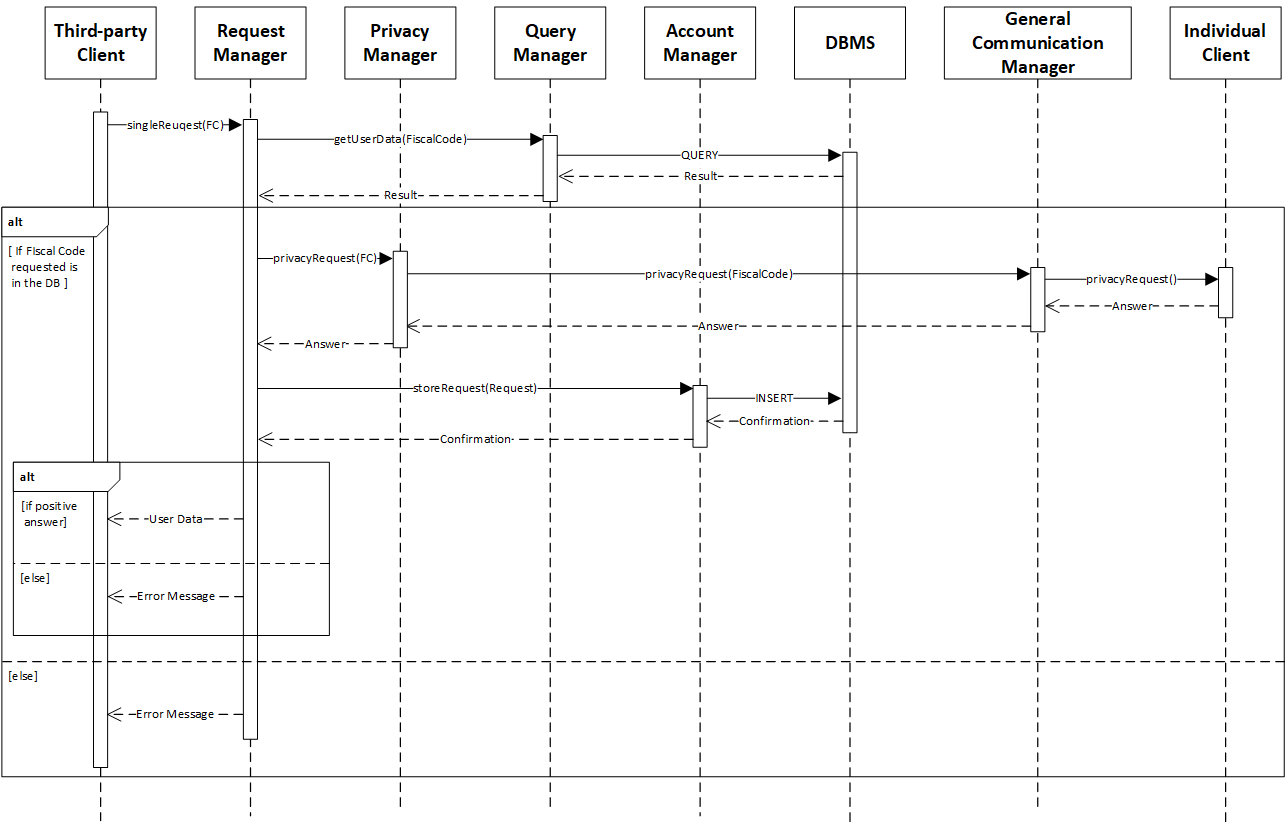 Third-party
Client
Request
Manager
Privacy
Manager
Query
Manager
Account
Manager
DBMS
General
Communication
Manager
Individual
Client
singleReuqest(FC)
getUserData(FiscalCode)
QUERY
Result
Result
alt
[ If FIscal Code
requested is
in the DB ]
privacyRequest(FC)
privacyRequest(FiscalCode)
privacyRequest()
Answer
Answer
Answer
storeRequest(Request)
INSERT
Confirmation
Confirmation
alt
[if positive
answer]
User Data
[else]
Error Message
[else]
Error Message